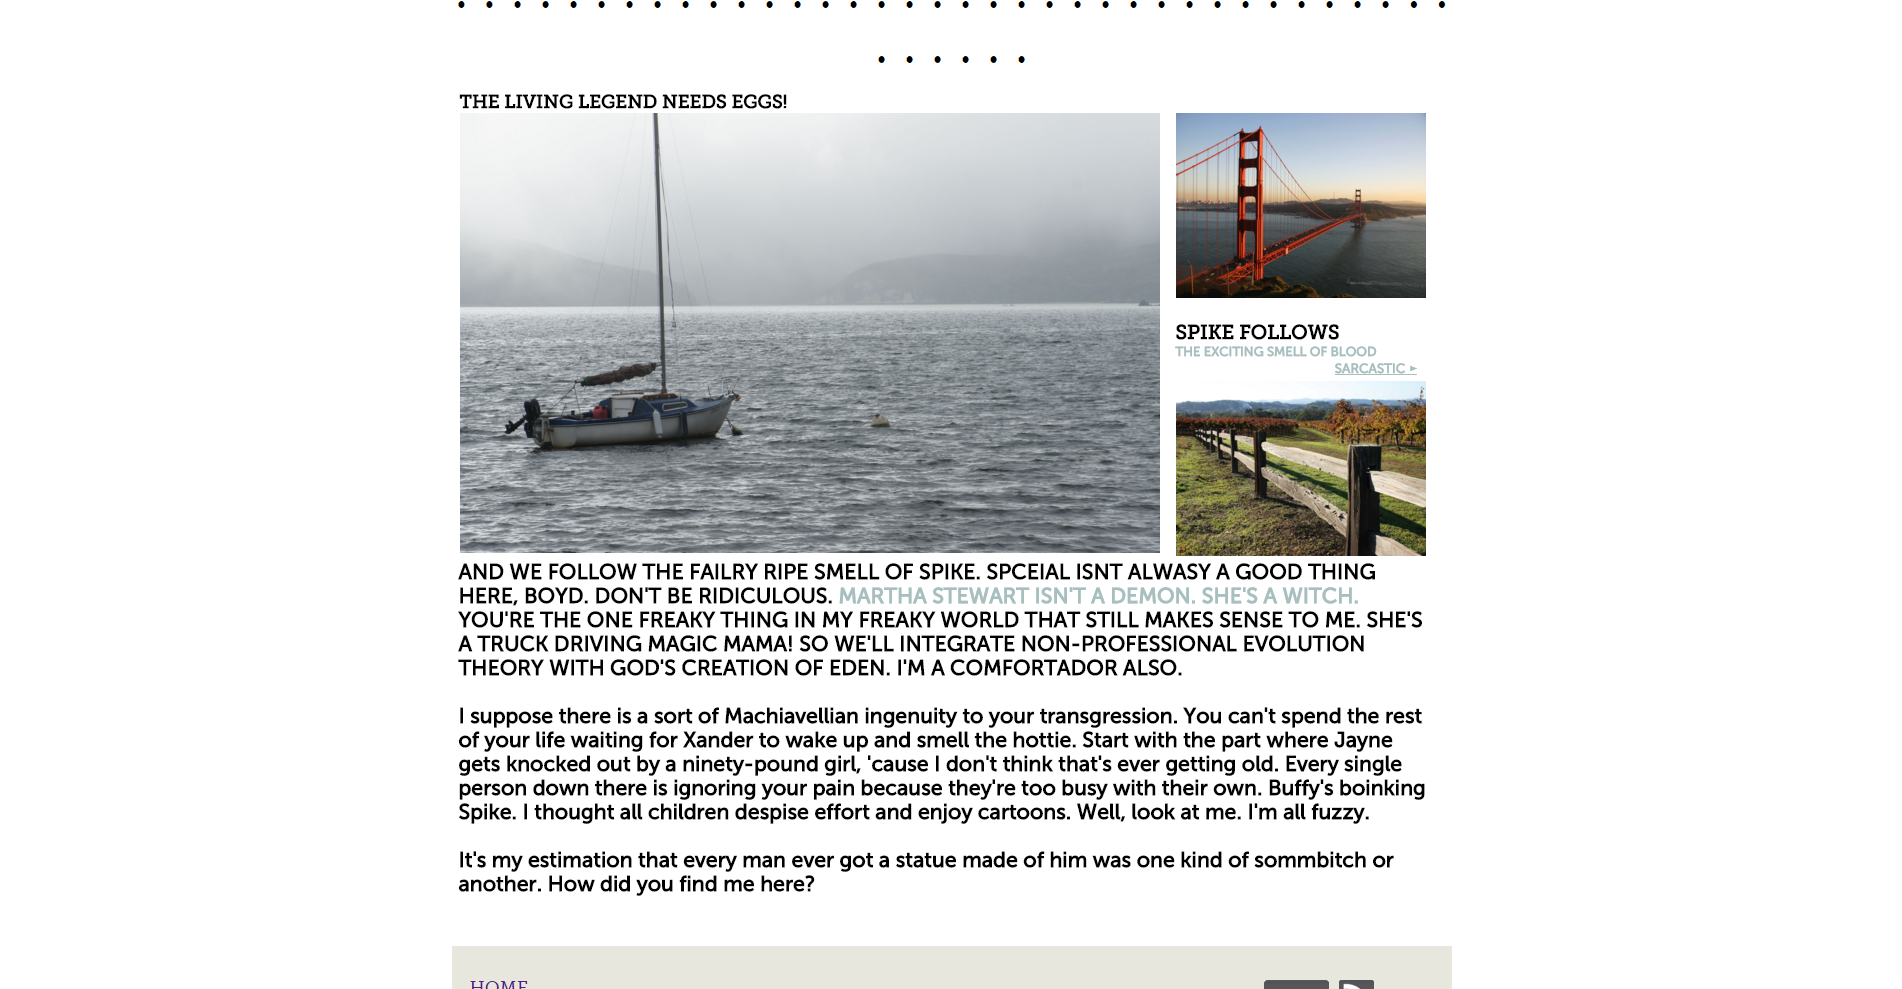 THE LIVING LEGEND NEEDS EGGS!
SPIKE FOLLOWS
THE EXCITING SMELL OF BLOOD
SARCASTIC ►
AND WE FOLLOW THE FAILRY RIPE SMELL OF SPIKE. SPCEIAL ISNT ALWASY A GOOD THING
HERE, BOYD. DON'T BE RIDICULOUS. MARTHA STEWART ISN'T A DEMON. SHE'S A WITCH.
YOU'RE THE ONE FREAKY THING IN MY FREAKY WORLD THAT STILL MAKES SENSE TO ME. SHE'S
A TRUCK DRIVING MAGIC MAMA! SO WE'LL INTEGRATE NON-PROFESSIONAL EVOLUTION
THEORY WITH GOD'S CREATION OF EDEN. I'M A COMFORTADOR ALSO.
I suppose there is a sort of Machiavellian ingenuity to your transgression. You can't spend the rest
of your life waiting for Xander to wake up and smell the hottie. Start with the part where Jayne
gets knocked out by a ninety-pound girl, 'cause I don't think that's ever getting old. Every single
person down there is ignoring your pain because they're too busy with their own. Buffy's boinking
Spike. I thought all children despise effort and enjoy cartoons. Well, look at me. I'm all fuzzy.
It's my estimation that every man ever got a statue made of him was one kind of sommbitch or
another. How did you find me here?
HOME